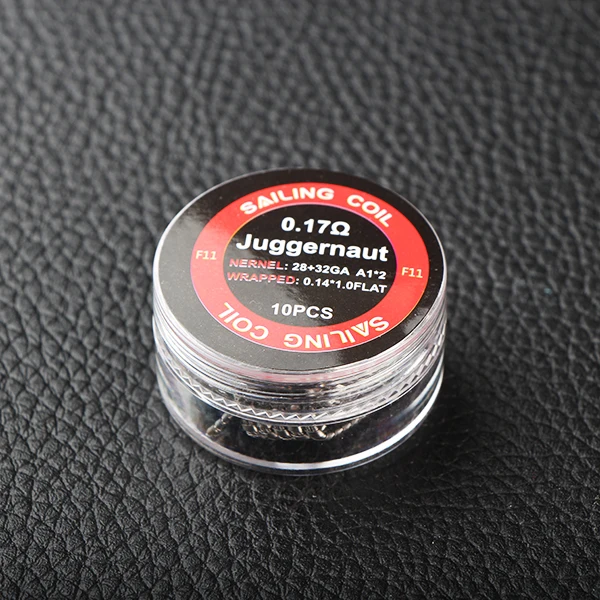 SAILING COIL
0.17Ω
Juggernaut
NERNEL: 28+32GA A1*2
WRAPPED: 0.14*1.0FLAT
F11
F11
10PCS
SAILING COIL